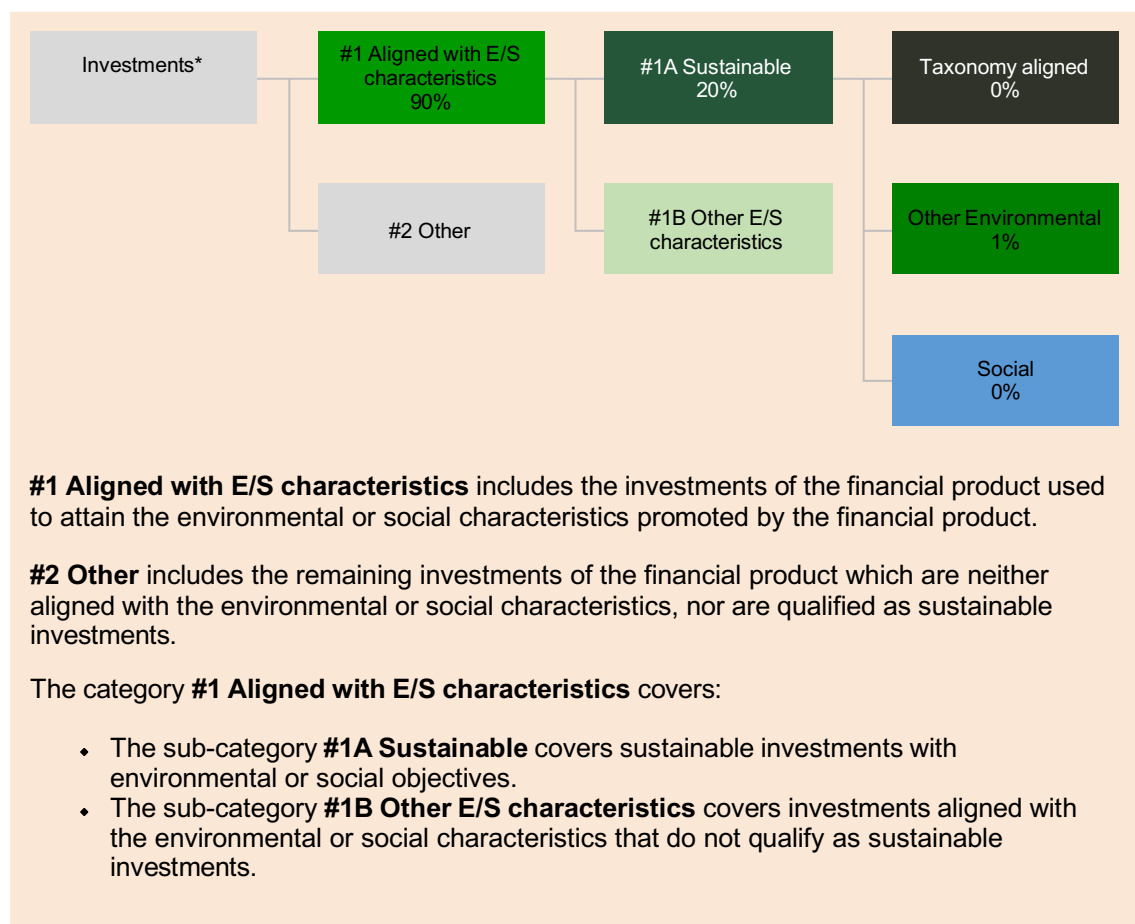 Investments*
#1 Aligned with E/S
characteristics
90%
#1A Sustainable
20%
Taxonomy aligned
0%
#2 Other
#1B Other E/S
characteristics
Other Environmental
1%
Social
0%
#1 Aligned with E/S characteristics includes the investments of the financial product used
to attain the environmental or social characteristics promoted by the financial product.
#2 Other includes the remaining investments of the financial product which are neither
aligned with the environmental or social characteristics, nor are qualified as sustainable
investments.
The category #1 Aligned with E/S characteristics covers:
• The sub-category #1A Sustainable covers sustainable investments with
environmental or social objectives.
• The sub-category #1B Other E/S characteristics covers investments aligned with
the environmental or social characteristics that do not qualify as sustainable
investments.